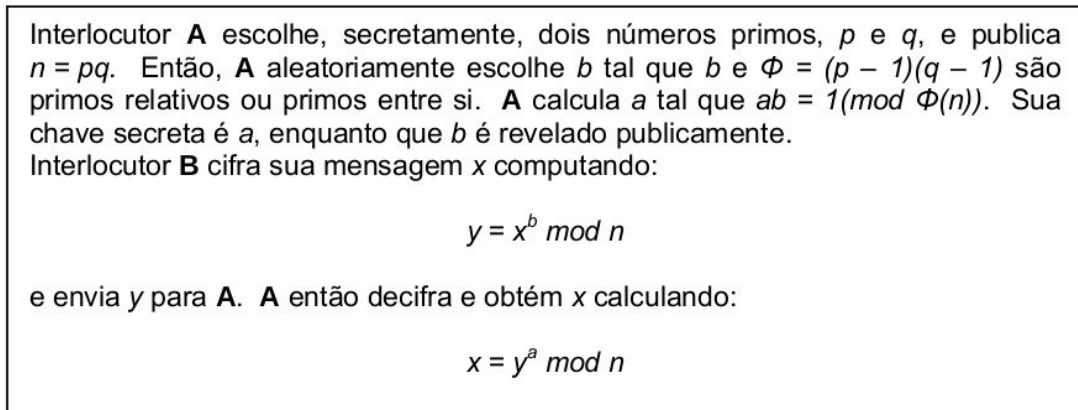 Interlocutor A escolhe, secretamente, dois números primos, p e q, e publica
n = pq. Então, A aleatoriamente escolhe b tal que b e Φ = (p – 1)(q – 1) são
primos relativos ou primos entre si. A calcula a tal que ab = 1(mod Φ(n)). Sua
chave secreta é a, enquanto que b é revelado publicamente.
Interlocutor B cifra sua mensagem x computando:
y = x^b mod n
e envia y para A. A então decifra e obtém x calculando:
x = y^a mod n